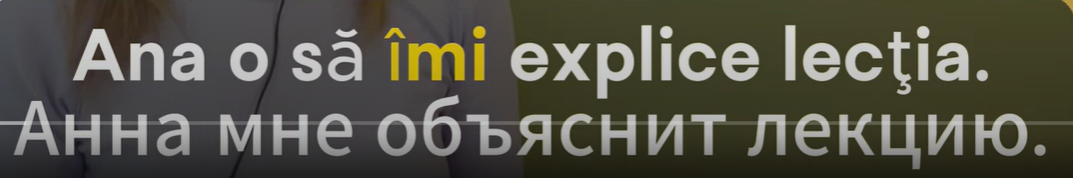 Ana o să îmi explice lecţia.
Анна мне объяснит лекцию.